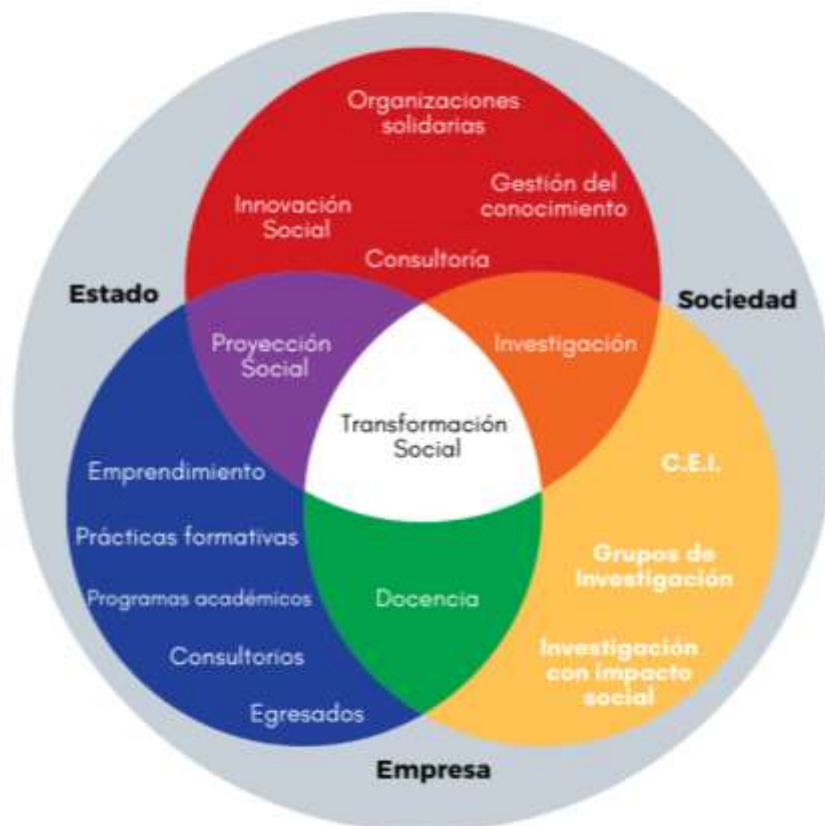 Organizaciones
solidarias
Gestión del
conocimiento
Innovación
Social
Consultoría
Estado
Sociedad
Proyección
Social
Investigación
Transformación
Social
Emprendimiento
C.E.I.
Prácticas formativas
Grupos de
Investigación
Programas académicos
Docencia
Consultorios
Investigación
con impacto
social
Egresados
Empresa